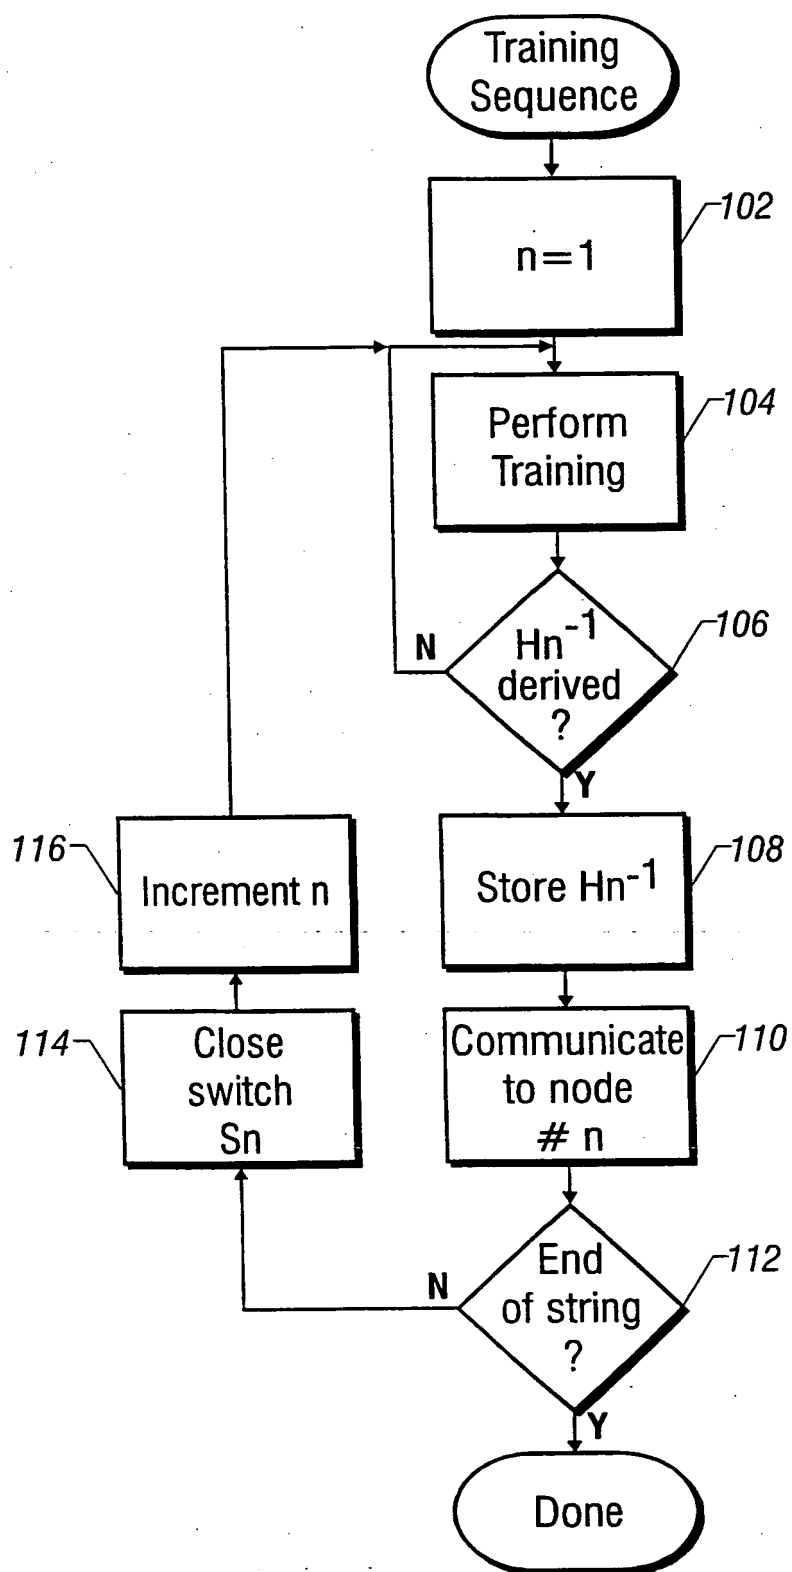 Training
Sequence
102
n=1
104
Perform
Training
106
Hn⁻¹
derived
?
N
Y
116
Increment n
108
Store Hn⁻¹
114
Close
switch
Sn
110
Communicate
to node
# n
112
End
of string
?
N
Y
Done